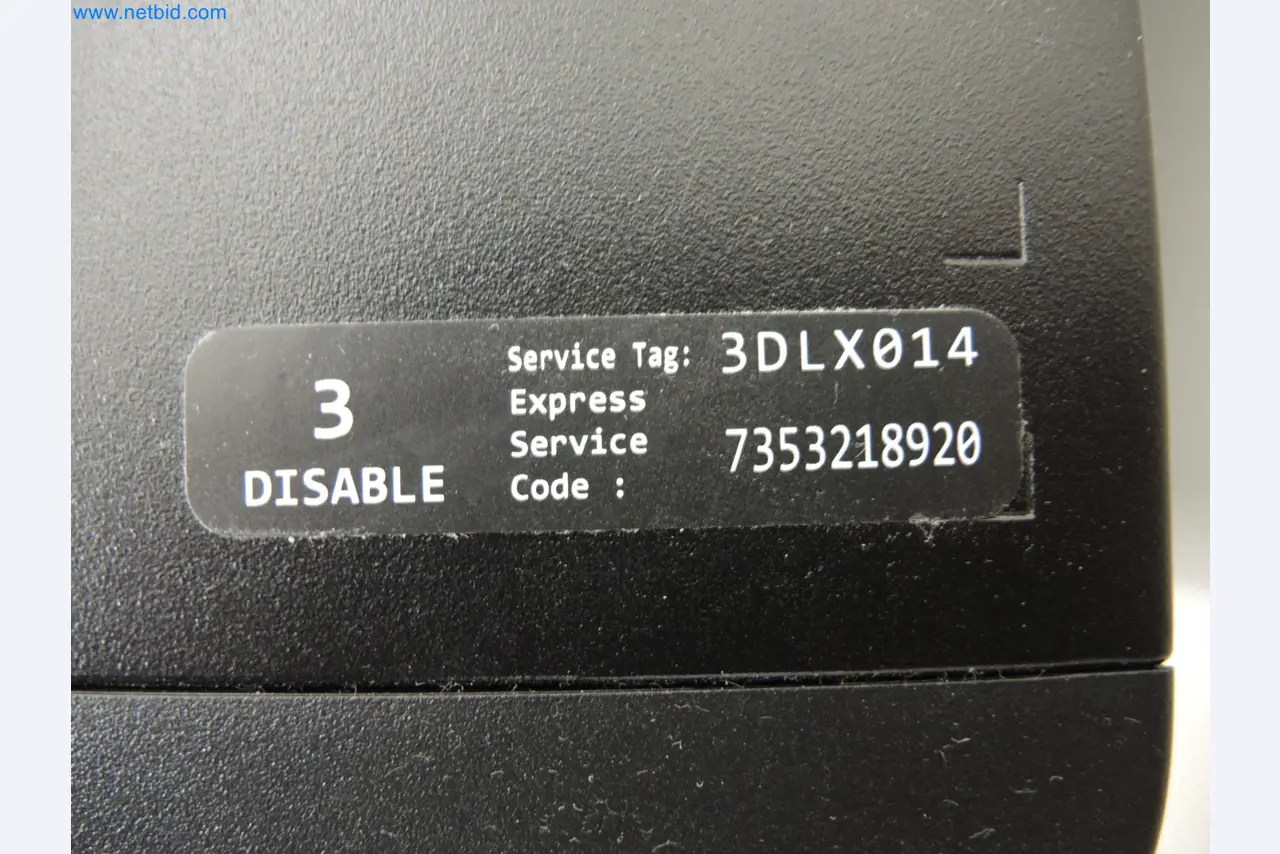 www.netbid.com
3
DISABLE
Service Tag: 3DLX014
Express
Service 7353218920
Code :